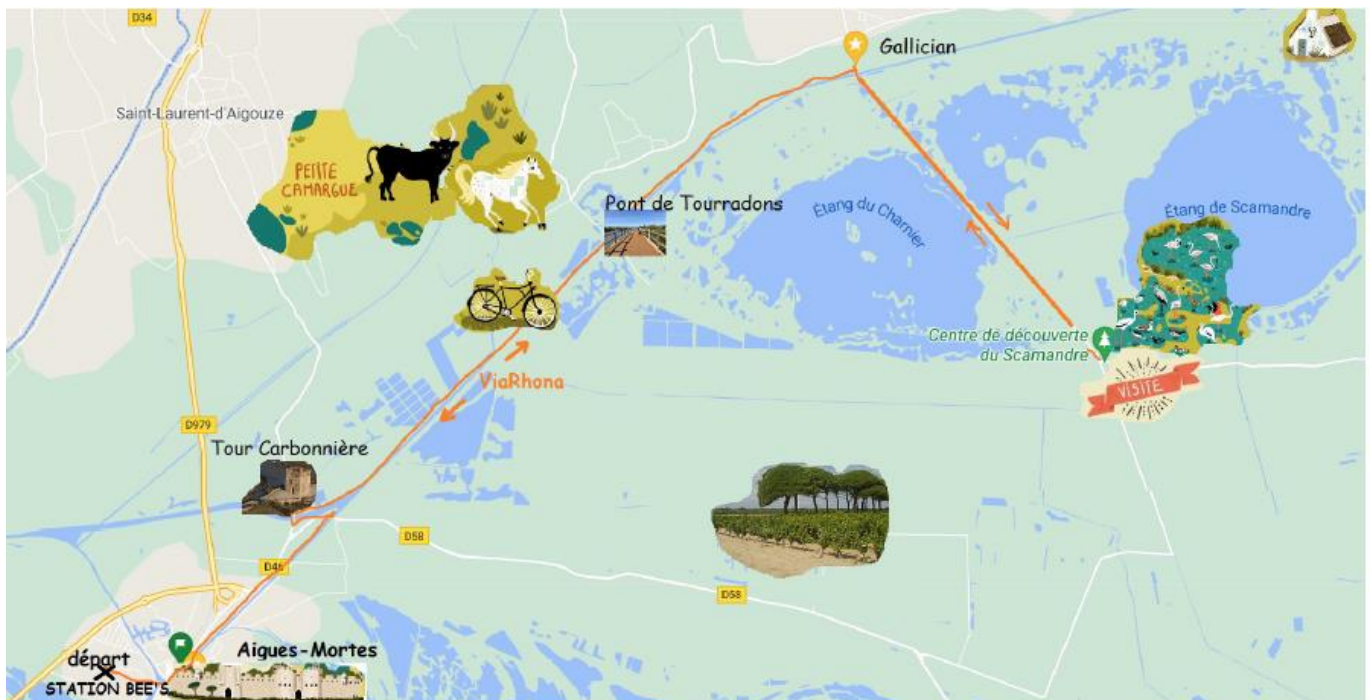 D34
Gallician
Saint-Laurent-d'Aigouze
PETITE
CAMARGUE
Pont de Tourradons
Étang du Charnier
Étang de Scamandre
Centre de découverte
du Scamandre
VISITE
ViaRhona
D979
Tour Carbonnière
D58
D46
D58
Aigues-Mortes
départ
STATION BEE'S